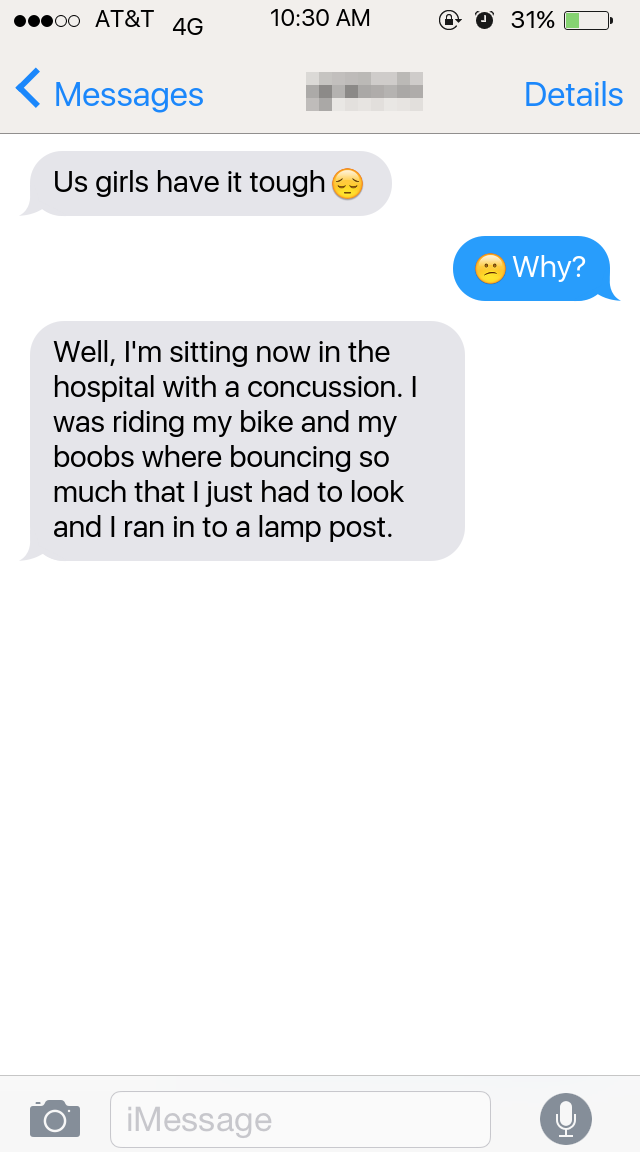 AT&T 4G 10:30 AM 31%
Messages Details
Us girls have it tough 😔
😕 Why?
Well, I'm sitting now in the
hospital with a concussion. I
was riding my bike and my
boobs where bouncing so
much that I just had to look
and I ran in to a lamp post.
iMessage